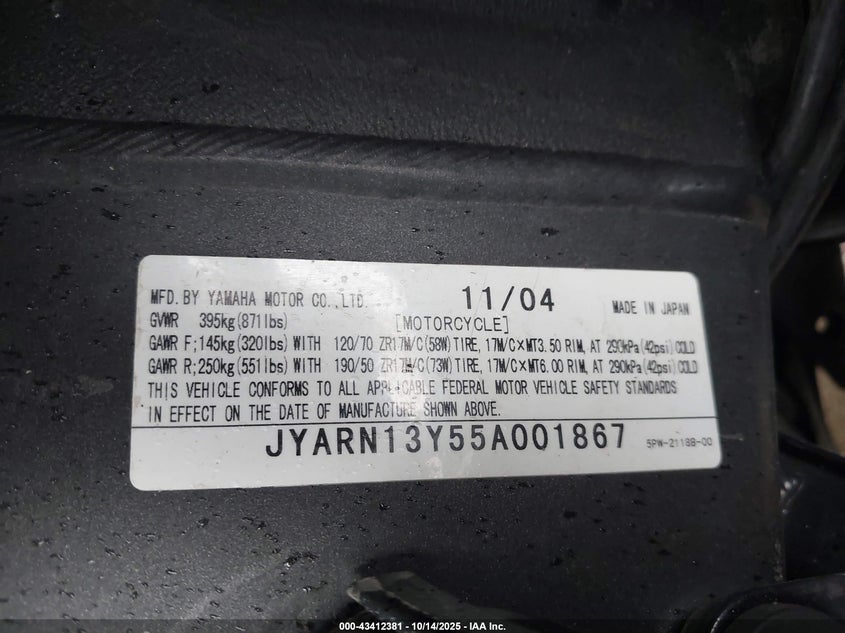 MFD. BY YAMAHA MOTOR CO., LTD. 11/04 MADE IN JAPAN
GVWR 395kg(871lbs) [MOTORCYCLE]
GAWR F;145kg(320lbs)WITH 120/70 ZR17M/C(58W)TIRE, 17M/C×MT3.50 RIM, AT 290kPa(42psi)COLD
GAWR R;250kg(551lbs)WITH 190/50 ZR17M/C(73W)TIRE, 17M/C×MT6.00 RIM, AT 290kPa(42psi)COLD
THIS VEHICLE CONFORMS TO ALL APPLICABLE FEDERAL MOTOR VEHICLE SAFETY STANDARDS
IN EFFECT ON THE DATE OF MANUFACTURE SHOWN ABOVE.
JYARN13Y55A001867 5PW-2118B-00
000-43412381 - 10/14/2025 - IAA Inc.